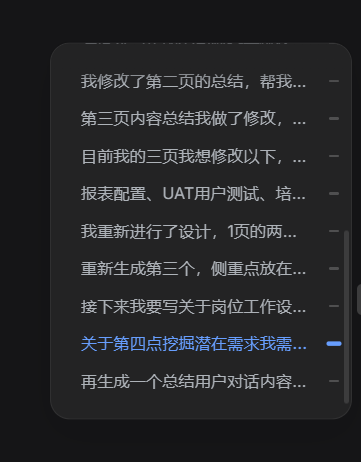 我修改了第二页的总结，帮我...
第三页内容总结我做了修改，...
目前我的三页我想修改以下，...
报表配置、UAT用户测试、培...
我重新进行了设计，1页的两...
重新生成第三个，侧重点放在...
接下来我要写关于岗位工作设...
关于第四点挖掘潜在需求我需...
再生成一个总结用户对话内容...